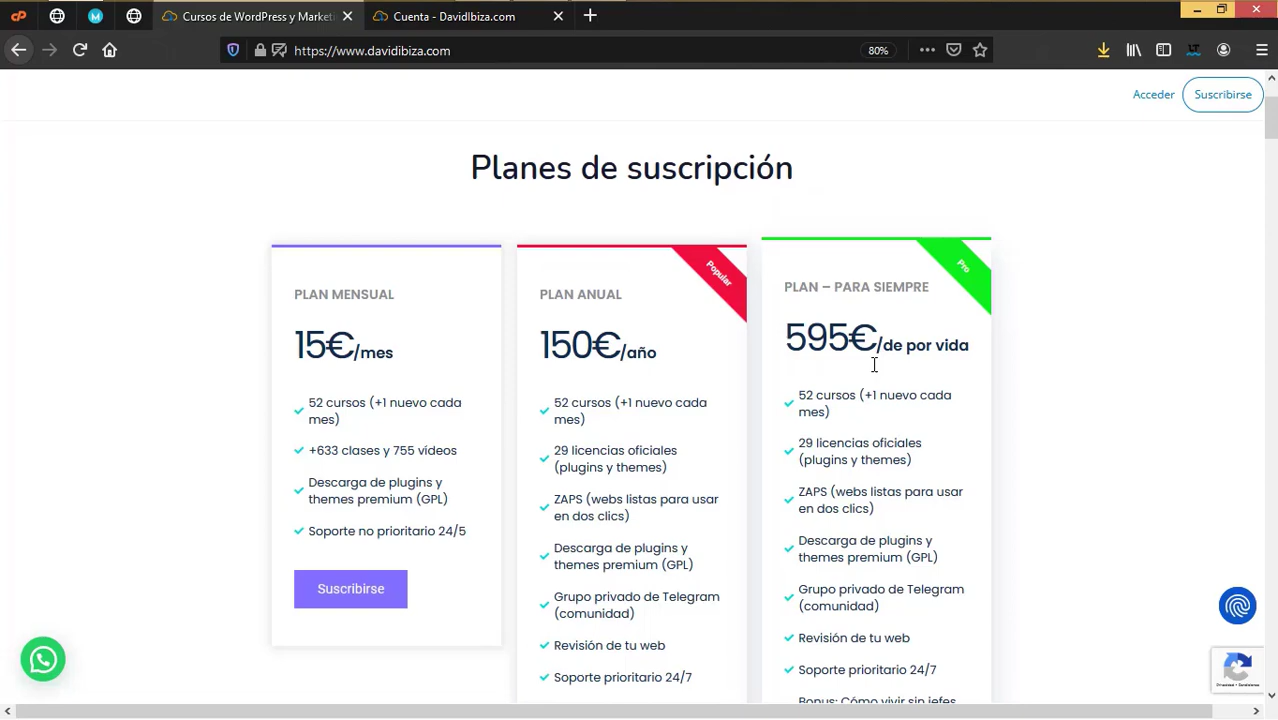 Cursos de WordPress y Market
Cuenta - DavidIbiza.com
https://www.davidibiza.com
80%
Acceder
Suscribirse
Planes de suscripción
PLAN MENSUAL
15€/mes
52 cursos (+1 nuevo cada
mes)
+633 clases y 755 vídeos
Descarga de plugins y
themes premium (GPL)
Soporte no prioritario 24/5
Suscribirse
Popular
PLAN ANUAL
150€/año
52 cursos (+1 nuevo cada
mes)
29 licencias oficiales
(plugins y themes)
ZAPS (webs listas para usar
en dos clics)
Descarga de plugins y
themes premium (GPL)
Grupo privado de Telegram
(comunidad)
Revisión de tu web
Soporte prioritario 24/7
Pro
PLAN – PARA SIEMPRE
595€/de por vida
52 cursos (+1 nuevo cada
mes)
29 licencias oficiales
(plugins y themes)
ZAPS (webs listas para usar
en dos clics)
Descarga de plugins y
themes premium (GPL)
Grupo privado de Telegram
(comunidad)
Revisión de tu web
Soporte prioritario 24/7
Bonus: Cómo vivir sin jefes